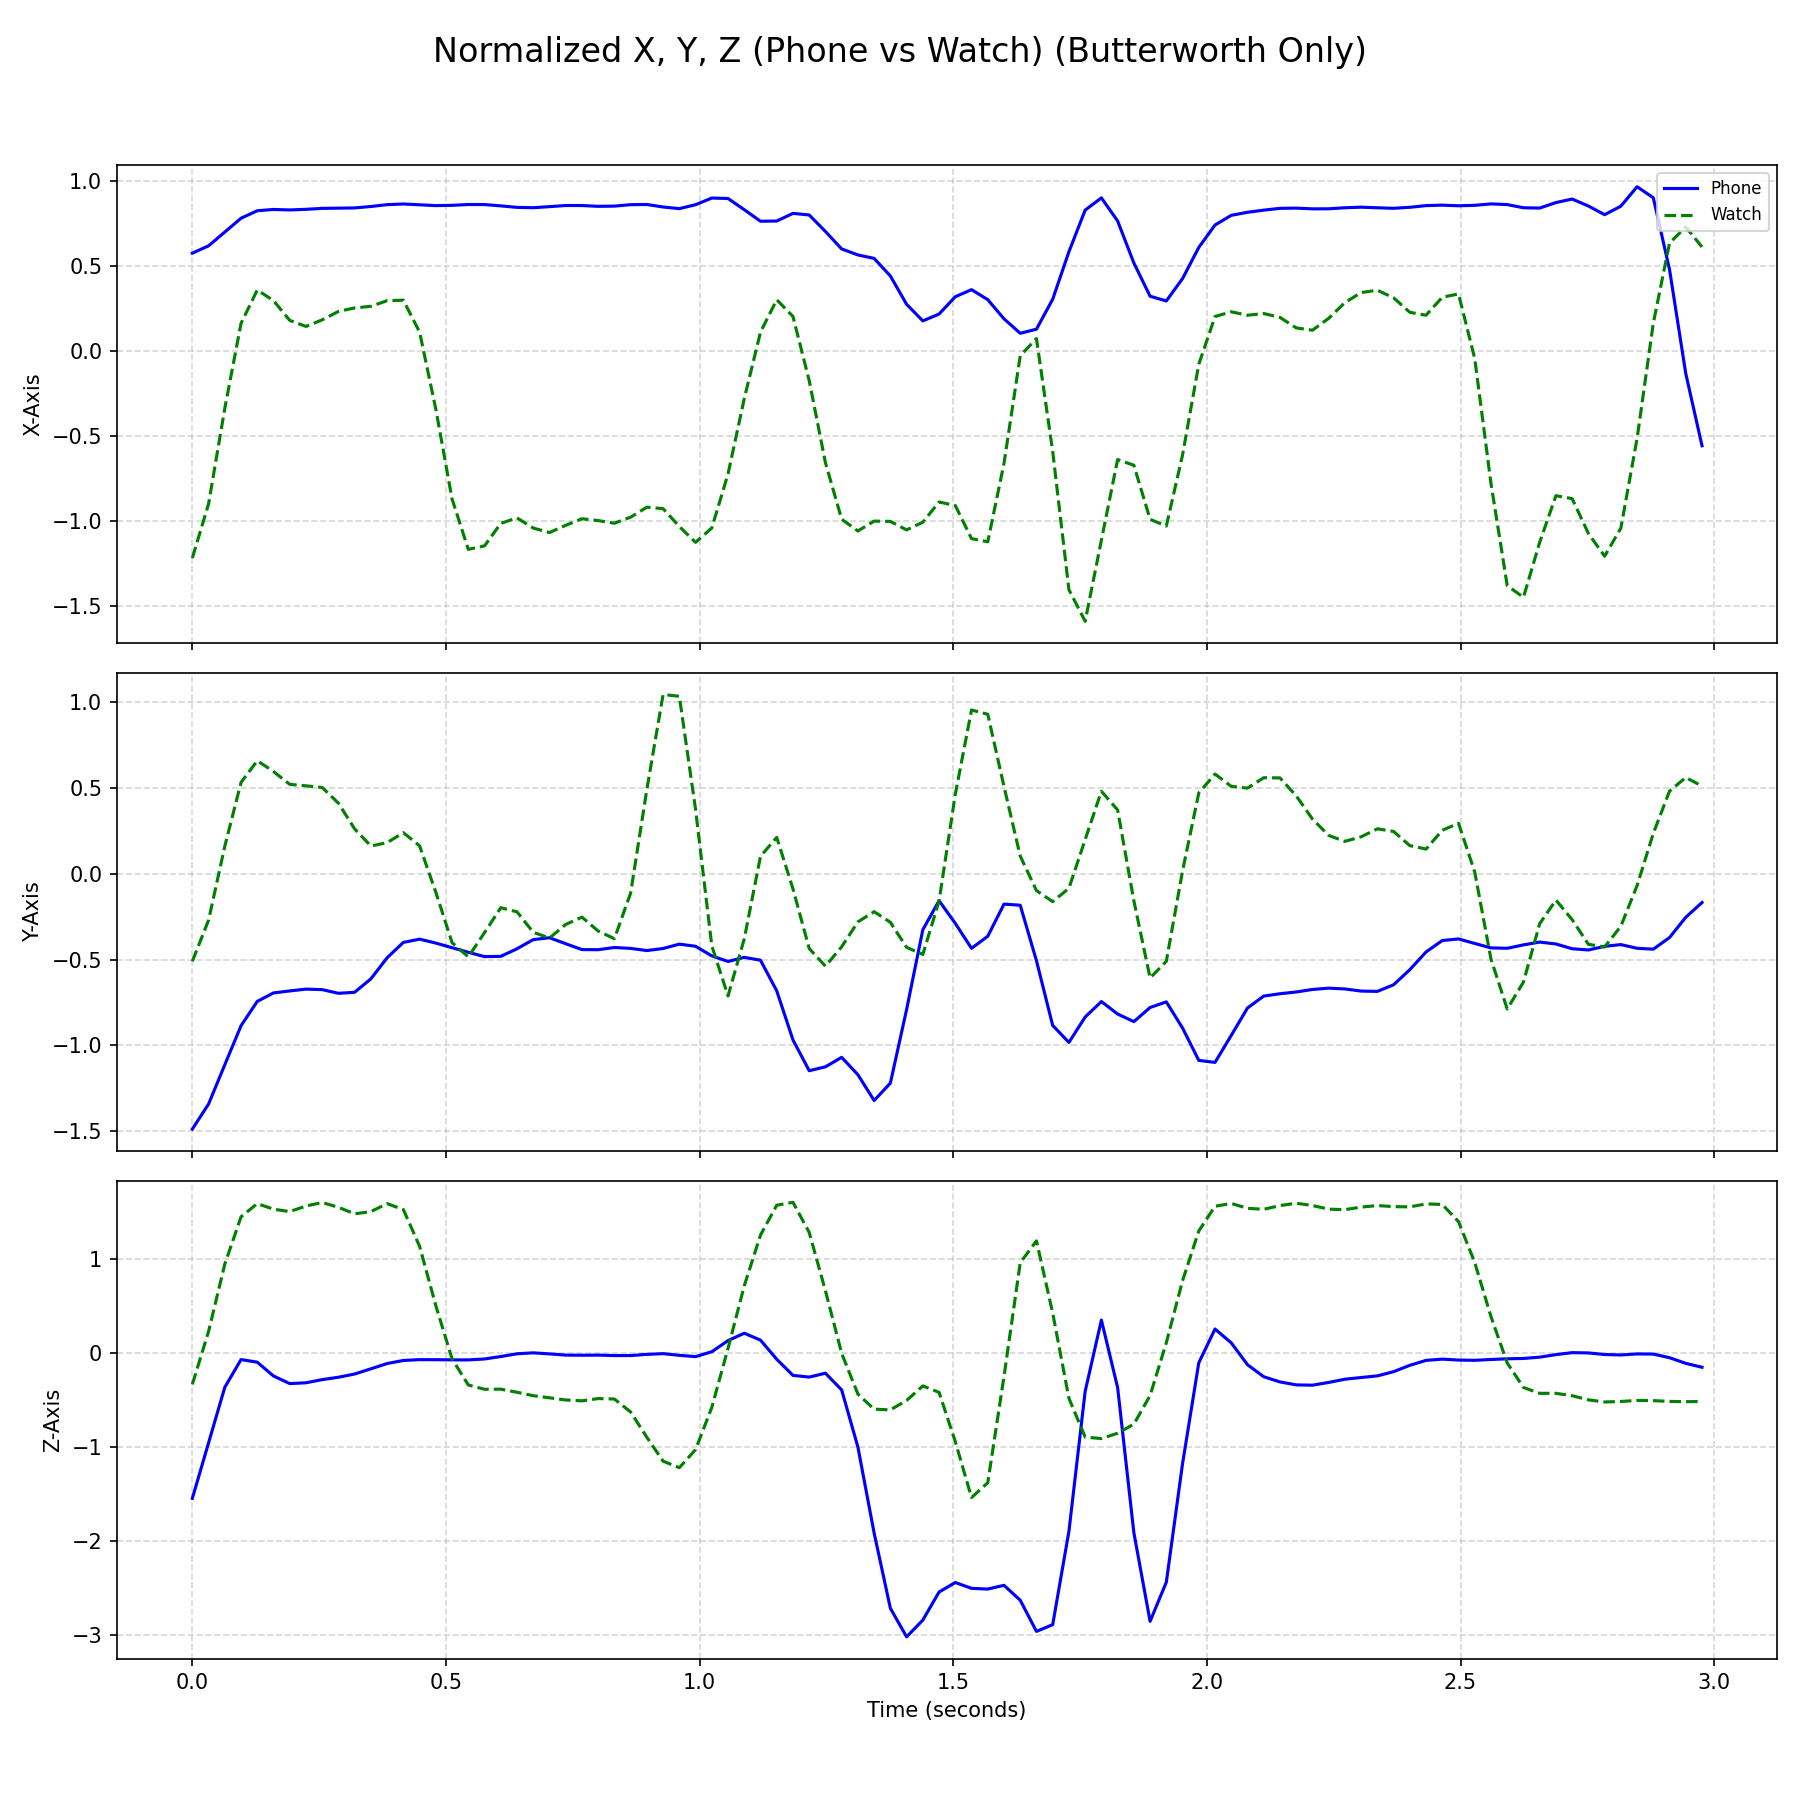 Normalized X, Y, Z (Phone vs Watch) (Butterworth Only)
Phone
Watch
1.0
0.5
0.0
−0.5
−1.0
−1.5
X-Axis
1.0
0.5
0.0
−0.5
−1.0
−1.5
Y-Axis
1
0
−1
−2
−3
Z-Axis
0.0 0.5 1.0 1.5 2.0 2.5 3.0
Time (seconds)